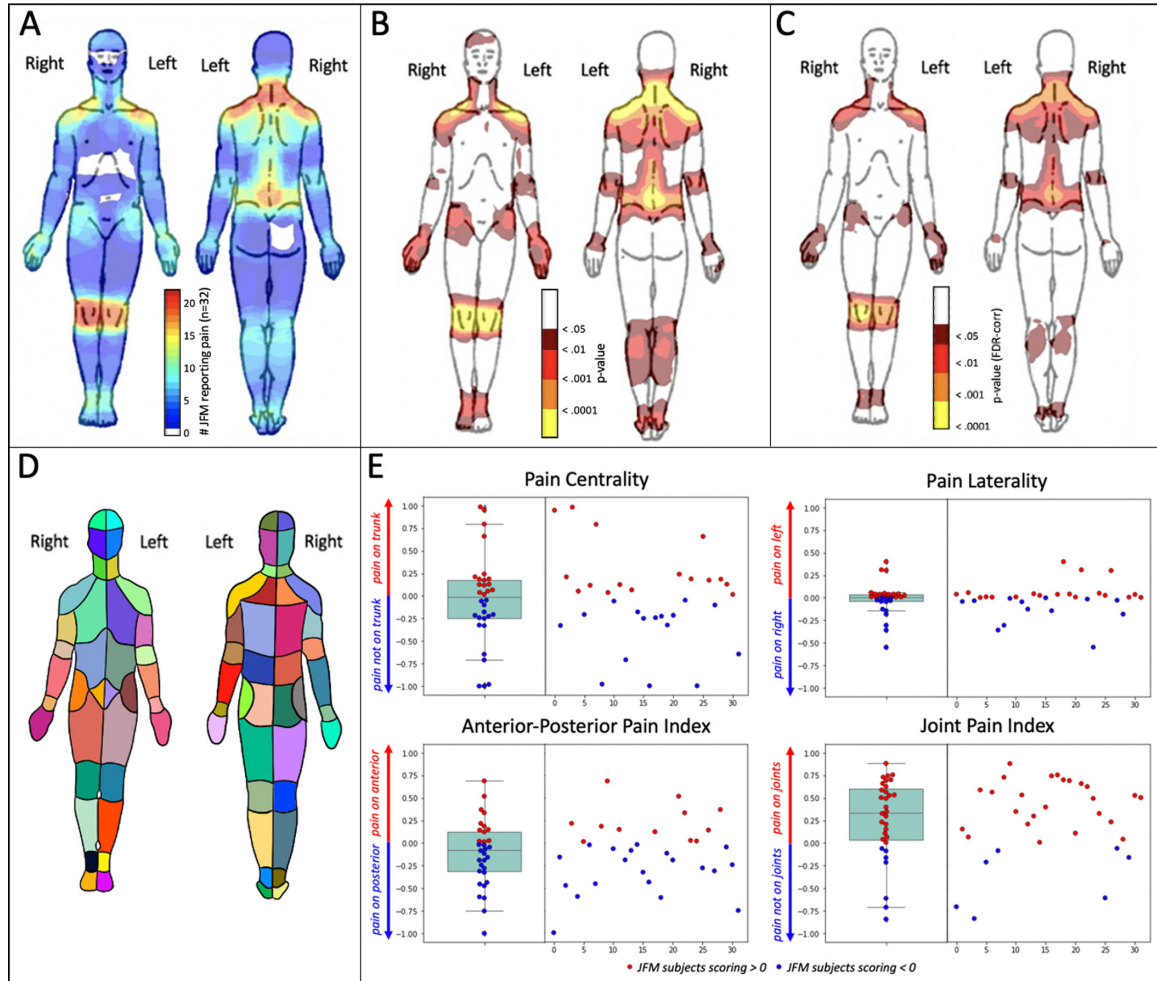 A
Right
Left
Left
Right
20
15
10
5
0
# JFM reporting pain (n=32)
B
Right
Left
Left
Right
< .05
< .01
< .001
< .0001
p-value
C
Right
Left
Left
Right
< .05
< .01
< .001
< .0001
p-value (FDR-corr)
D
Right
Left
Left
Right
E
Pain Centrality
pain on trunk
pain not on trunk
1.00
0.75
0.50
0.25
0.00
−0.25
−0.50
−0.75
−1.00
0 5 10 15 20 25 30
Pain Laterality
pain on left
pain on right
1.00
0.75
0.50
0.25
0.00
−0.25
−0.50
−0.75
−1.00
0 5 10 15 20 25 30
Anterior-Posterior Pain Index
pain on anterior
pain on posterior
1.00
0.75
0.50
0.25
0.00
−0.25
−0.50
−0.75
−1.00
0 5 10 15 20 25 30
Joint Pain Index
pain on joints
pain not on joints
1.00
0.75
0.50
0.25
0.00
−0.25
−0.50
−0.75
−1.00
0 5 10 15 20 25 30
JFM subjects scoring > 0
JFM subjects scoring < 0